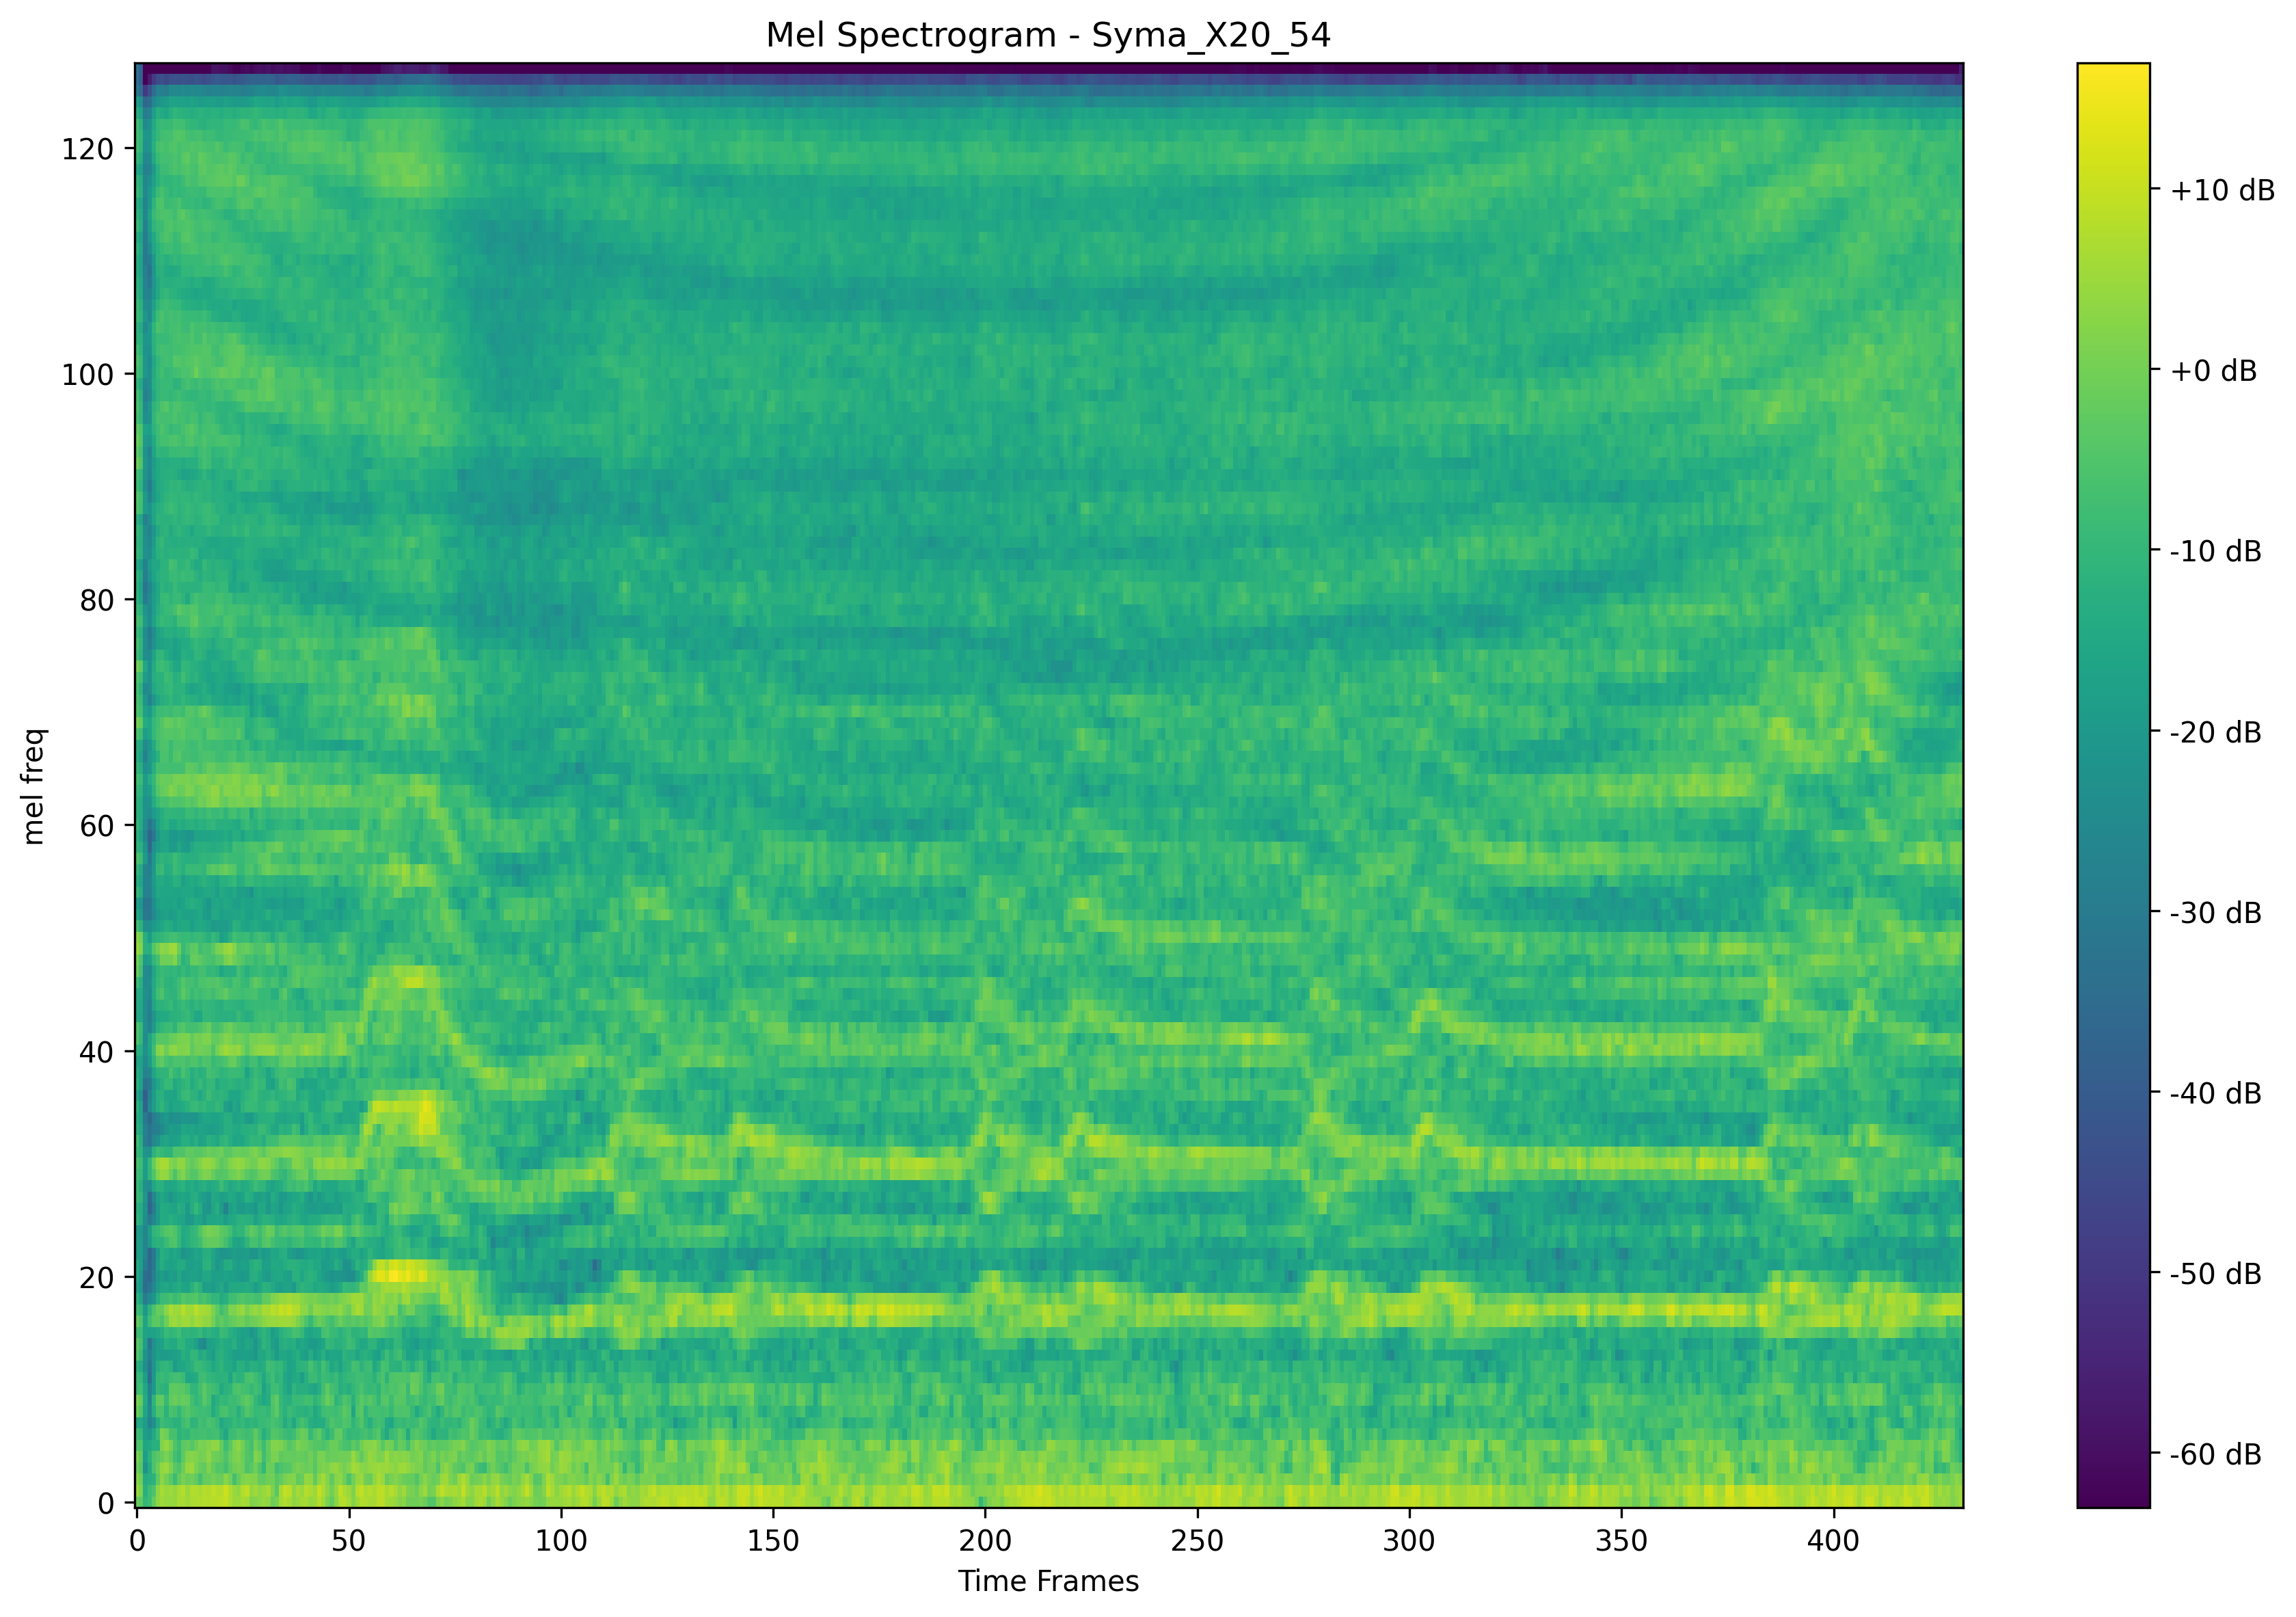 Mel Spectrogram - Syma_X20_54
mel freq
120
100
80
60
40
20
0
0 50 100 150 200 250 300 350 400
Time Frames
+10 dB
+0 dB
-10 dB
-20 dB
-30 dB
-40 dB
-50 dB
-60 dB